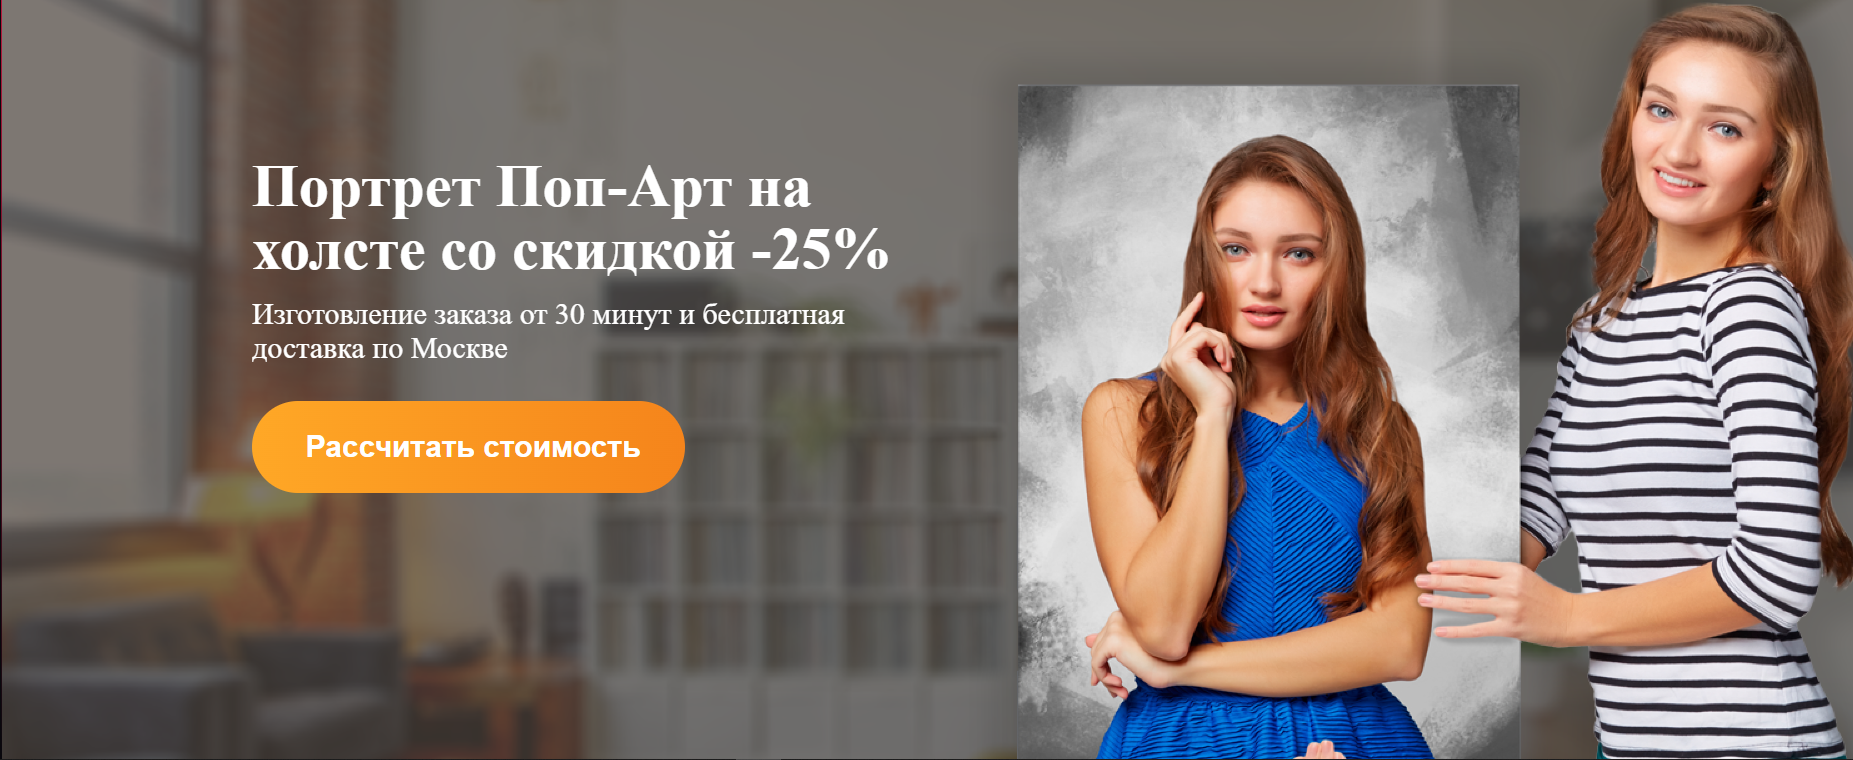 Портрет Поп-Арт на
холсте со скидкой -25%
Изготовление заказа от 30 минут и бесплатная
доставка по Москве
Рассчитать стоимость